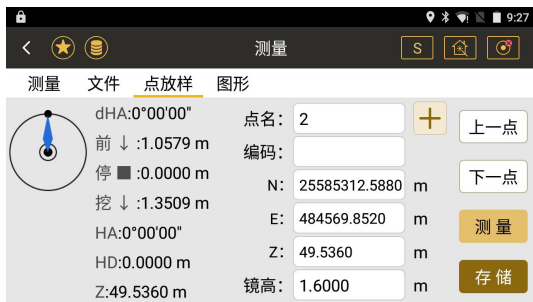 9:27
测量
S
测量 文件 点放样 图形
dHA:0°00'00"
前 ↓ :1.0579 m
停 ■ :0.0000 m
挖 ↓ :1.3509 m
HA:0°00'00"
HD:0.0000 m
Z:49.5360 m
点名: 2
编码:
N: 25585312.5880 m
E: 484569.8520 m
Z: 49.5360 m
镜高: 1.6000 m
上一点
下一点
测量
存储